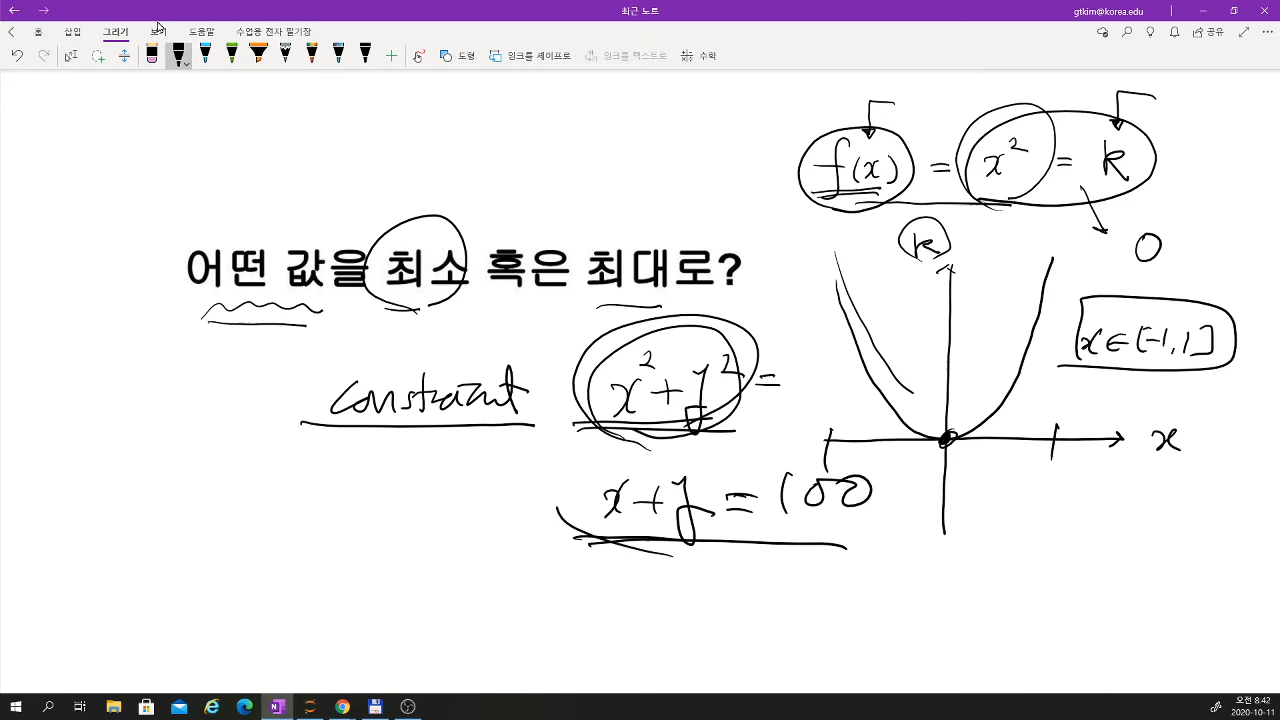 최근 노트
gtkim@korea.edu
홈 삽입 그리기 보기 도움말 수업용 전자 필기장
공유
도형 잉크를 셰이프로 잉크를 텍스트로 수학
f(x) = x² = k
k
0
어떤 값을 최소 혹은 최대로?
x ∈ [-1, 1]
constraint x² + y² =
x
x + y = 100
오전 8:42
2020-10-11